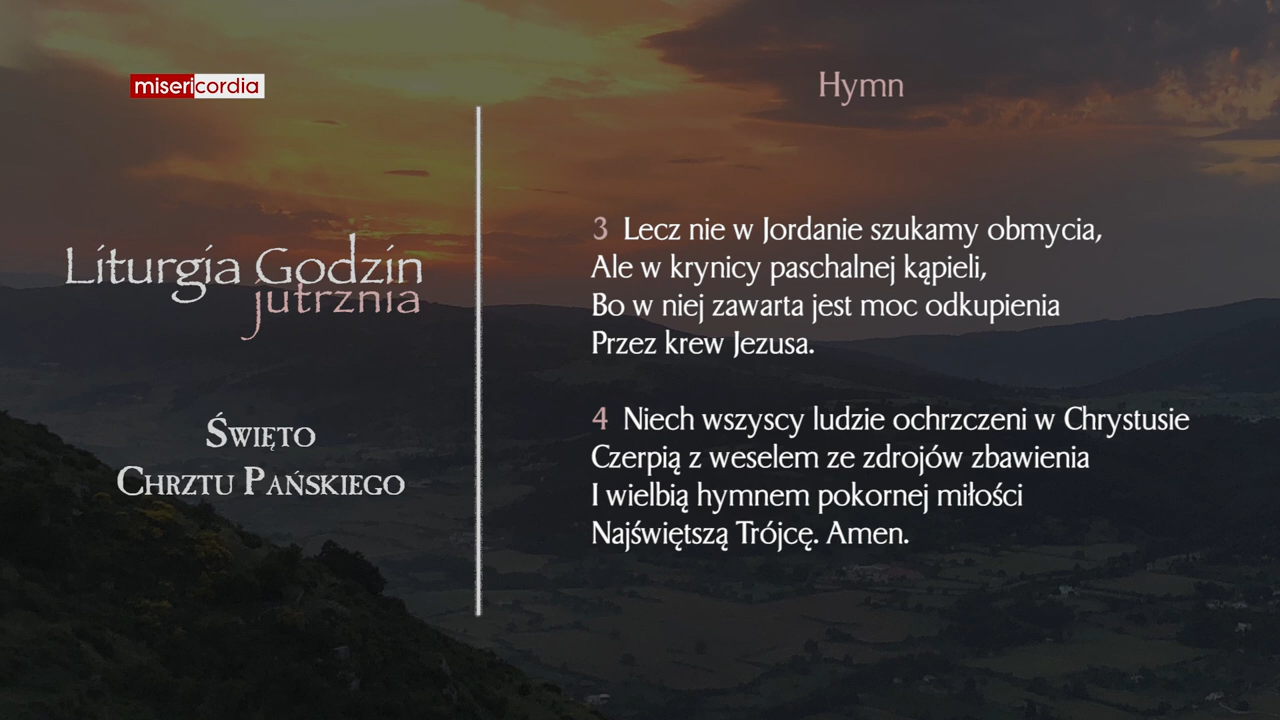 misericordia
Liturgia Godzin
jutrznia
Święto
Chrztu Pańskiego
Hymn
3 Lecz nie w Jordanie szukamy obmycia,
Ale w krynicy paschalnej kąpieli,
Bo w niej zawarta jest moc odkupienia
Przez krew Jezusa.
4 Niech wszyscy ludzie ochrzczeni w Chrystusie
Czerpią z weselem ze zdrojów zbawienia
I wielbią hymnem pokornej miłości
Najświętszą Trójcę. Amen.